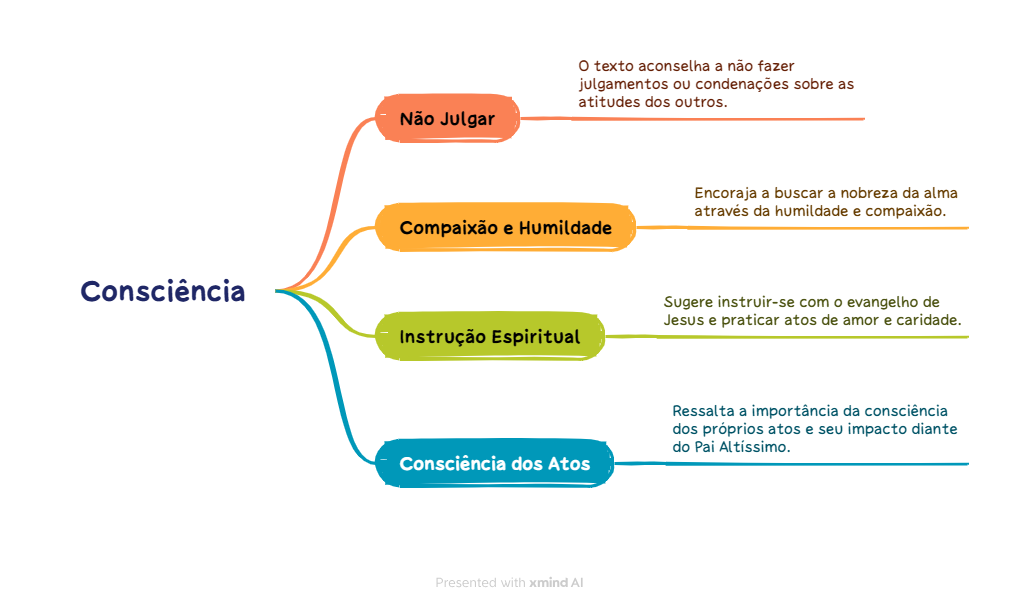 O texto aconselha a não fazer
julgamentos ou condenações sobre as
atitudes dos outros.
Não Julgar
Encoraja a buscar a nobreza da alma
através da humildade e compaixão.
Compaixão e Humildade
Consciência
Sugere instruir-se com o evangelho de
Jesus e praticar atos de amor e caridade.
Instrução Espiritual
Ressalta a importância da consciência
dos próprios atos e seu impacto diante
do Pai Altíssimo.
Consciência dos Atos
Presented with xmind AI